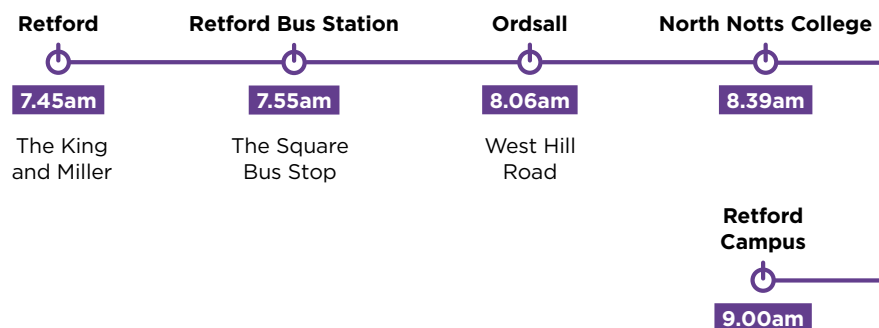 Retford Retford Bus Station Ordsall North Notts College
7.45am 7.55am 8.06am 8.39am
The King The Square West Hill
and Miller Bus Stop Road
Retford
Campus
9.00am